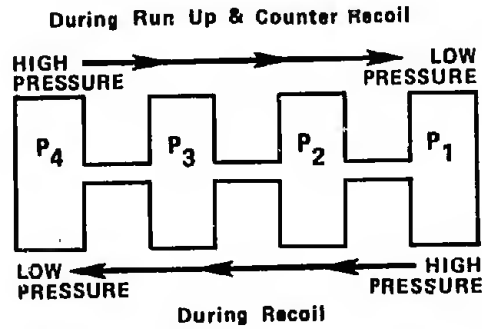 During Run Up & Counter Recoil
HIGH PRESSURE
LOW PRESSURE
P4
P3
P2
P1
LOW PRESSURE
HIGH PRESSURE
During Recoil